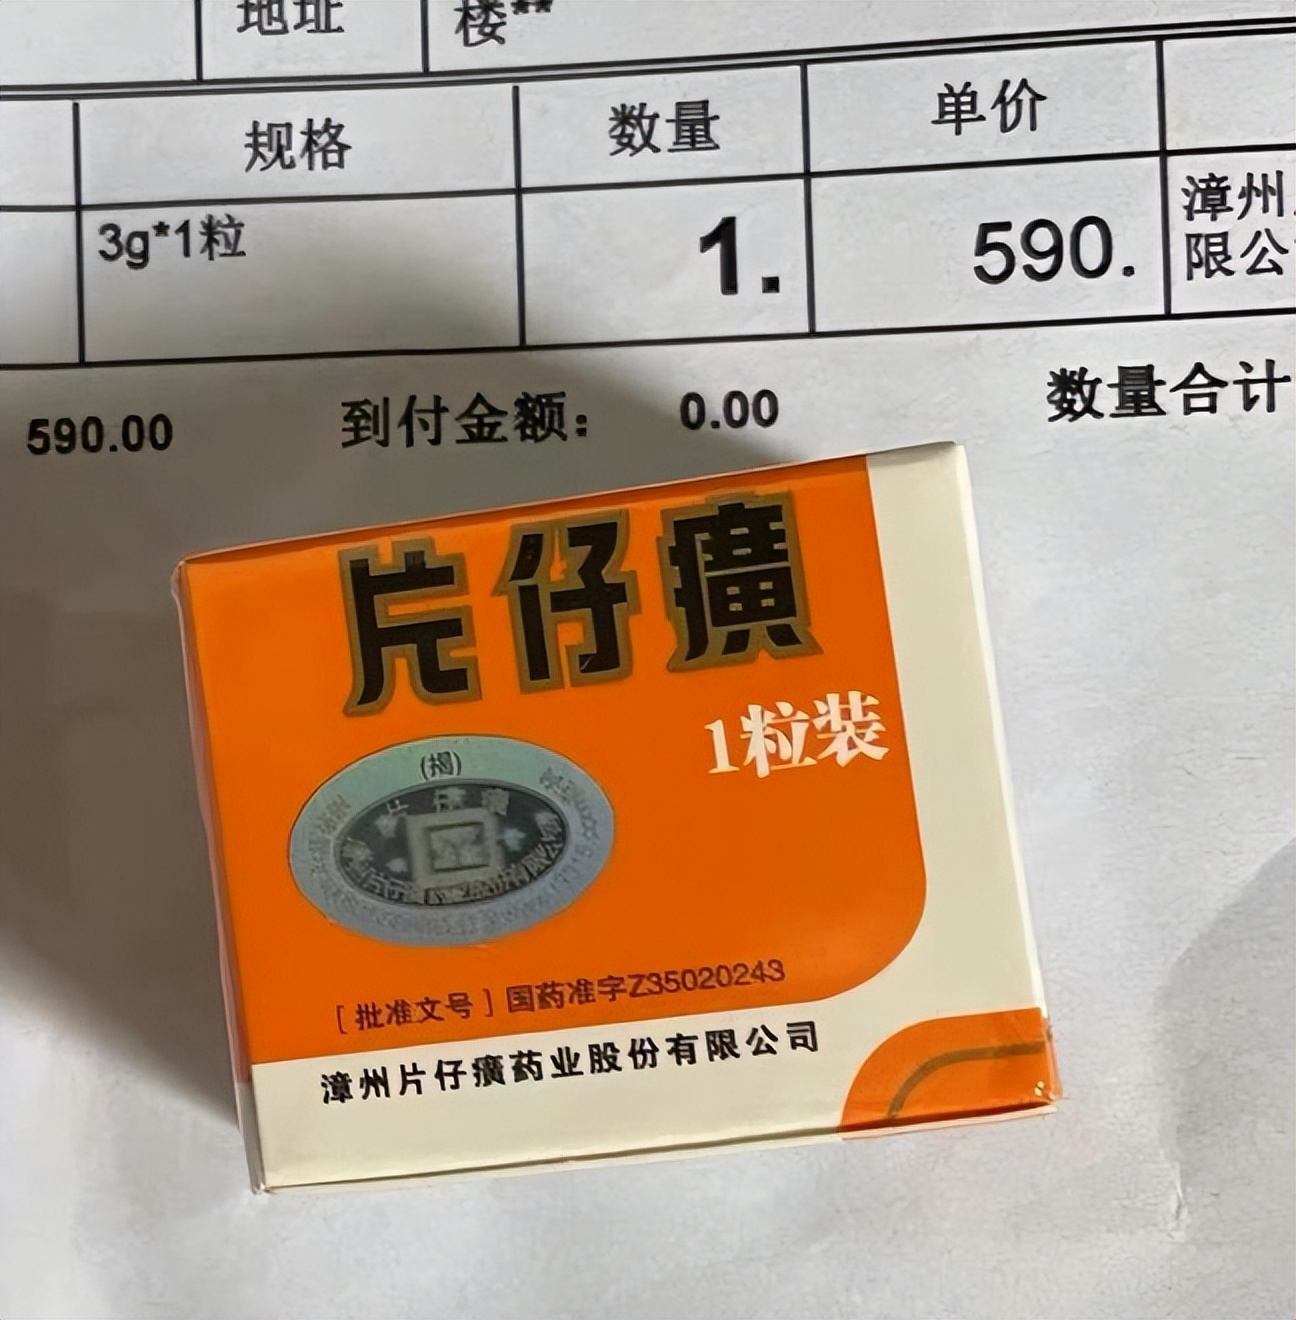 地址
楼**
规格
数量
单价
3g*1粒
1.
590.
漳州
限公
590.00
到付金额：
0.00
数量合计
片仔癀
1粒装
(揭)
片仔癀
[批准文号]国药准字Z35020243
漳州片仔癀药业股份有限公司